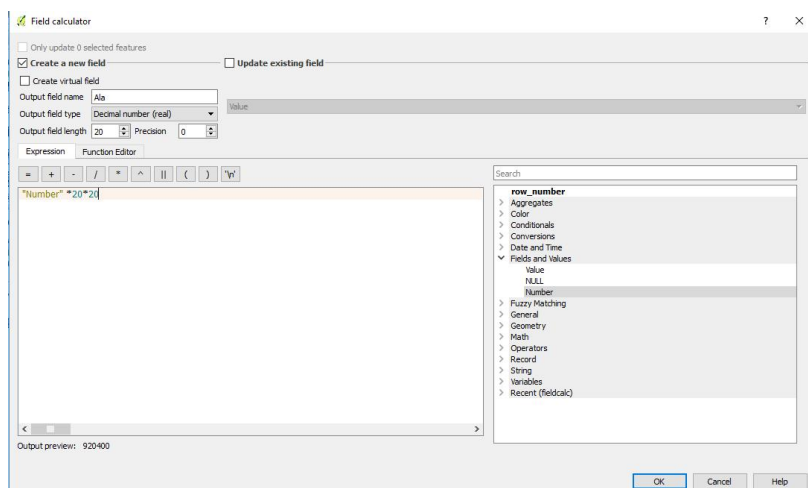 Field calculator ? ×
Only update 0 selected features
Create a new field
Update existing field
Create virtual field
Output field name Ala
Output field type Decimal number (real)
Value
Output field length 20 Precision 0
Expression Function Editor
= + - / * ^ || ( ) '\n'
"Number" *20*20
Output preview: 920400
Search
row_number
Aggregates
Color
Conditionals
Conversions
Date and Time
Fields and Values
Value
NULL
Number
Fuzzy Matching
General
Geometry
Math
Operators
Record
String
Variables
Recent (fieldcalc)
OK Cancel Help